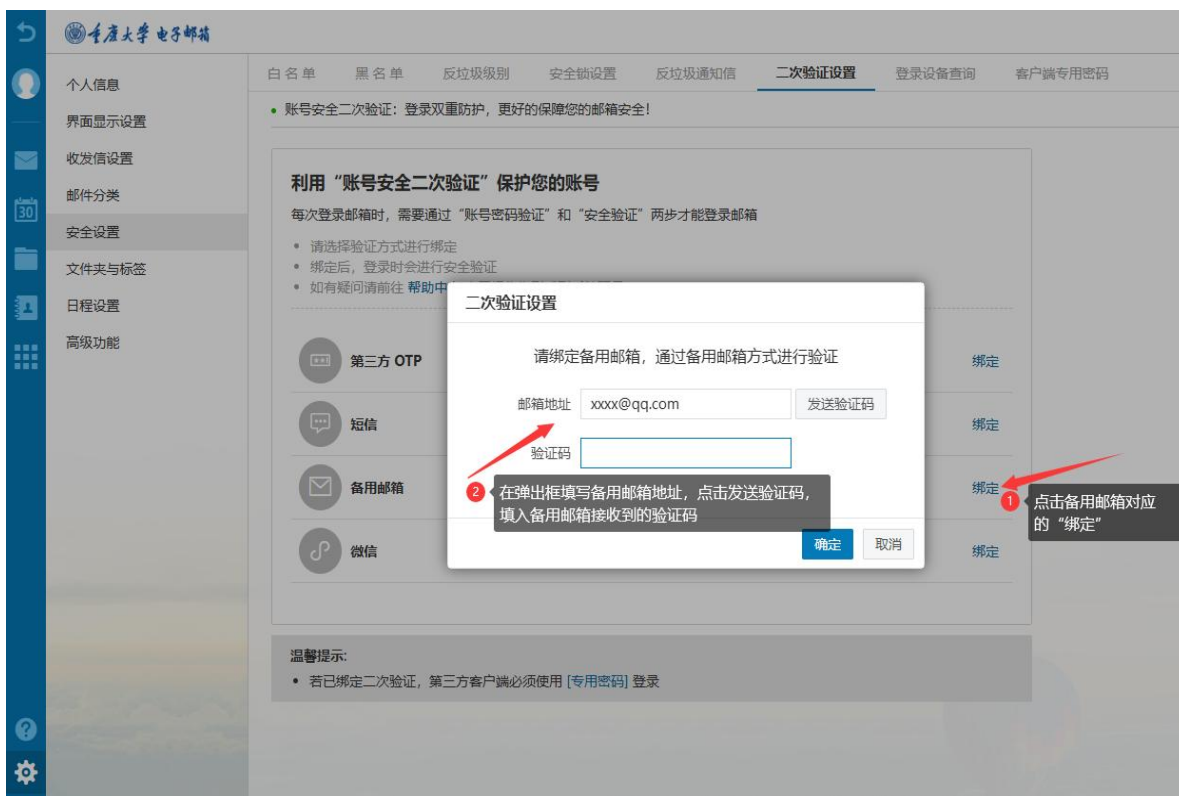 重庆大学 电子邮箱
个人信息
界面显示设置
收发信设置
邮件分类
安全设置
文件夹与标签
日程设置
高级功能
30
白名单 黑名单 反垃圾级别 安全锁设置 反垃圾通知信 二次验证设置 登录设备查询 客户端专用密码
账号安全二次验证：登录双重防护，更好的保障您的邮箱安全！
利用“账号安全二次验证”保护您的账号
每次登录邮箱时，需要通过“账号密码验证”和“安全验证”两步才能登录邮箱
• 请选择验证方式进行绑定
• 绑定后，登录时会进行安全验证
• 如有疑问请前往 帮助中
第三方 OTP 绑定
短信 绑定
备用邮箱 绑定
微信 绑定
二次验证设置
请绑定备用邮箱，通过备用邮箱方式进行验证
邮箱地址 xxxx@qq.com 发送验证码
验证码
2 在弹出框填写备用邮箱地址，点击发送验证码，
填入备用邮箱接收到的验证码
确定 取消
1 点击备用邮箱对应
的“绑定”
温馨提示:
• 若已绑定二次验证，第三方客户端必须使用 [专用密码] 登录
?